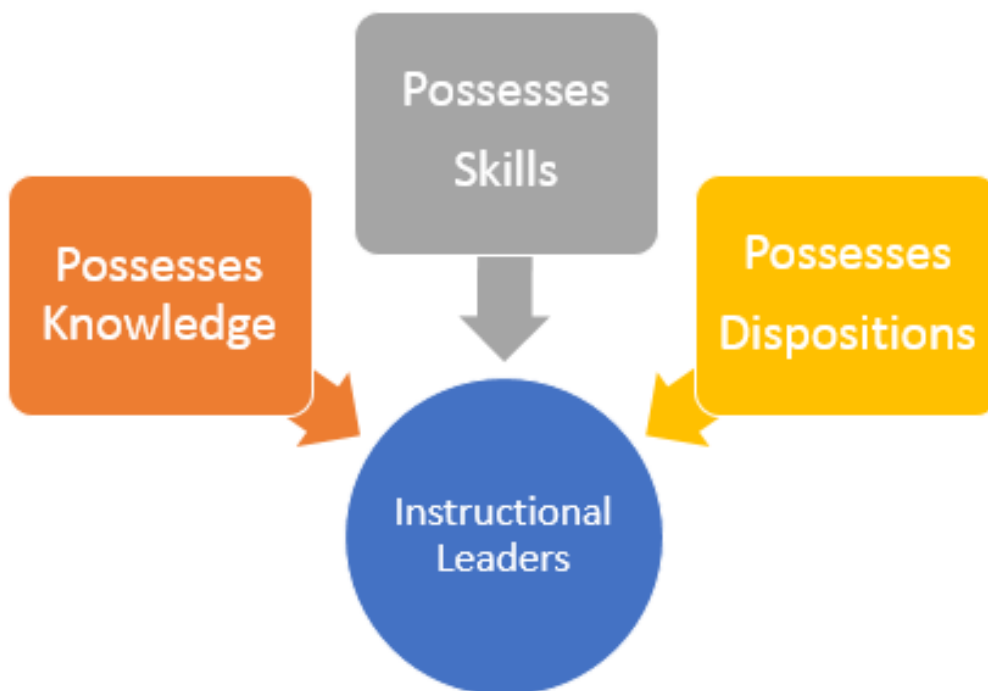 Possesses
Skills
Possesses
Knowledge
Possesses
Dispositions
Instructional
Leaders